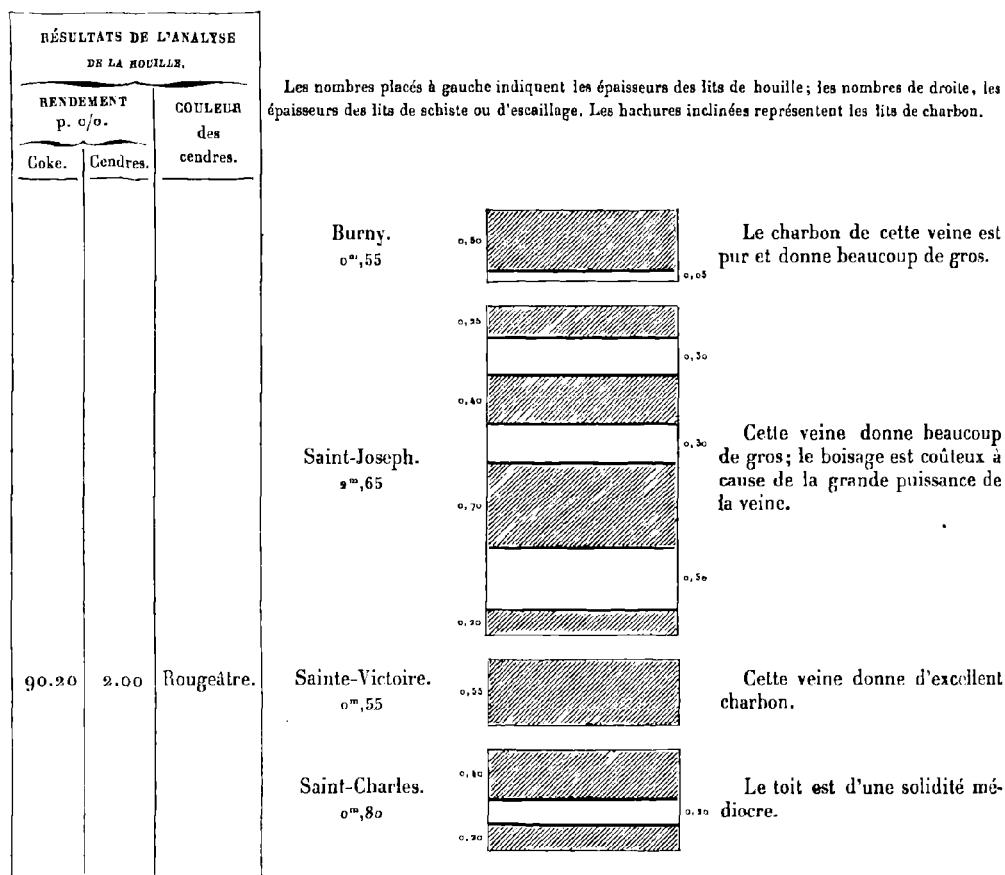 RÉSULTATS DE L'ANALYSE
DE LA HOUILLE.
RENDEMENT
p. o/o.
COULEUR
des
cendres.
Coke.
Cendres.
Les nombres placés à gauche indiquent les épaisseurs des lits de houille; les nombres de droite, les
épaisseurs des lits de schiste ou d'escaillage. Les hachures inclinées représentent les lits de charbon.
Burny.
0m,55
0,50
0,05
Le charbon de cette veine est
pur et donne beaucoup de gros.
Saint-Joseph.
2m,65
0,25
0,30
0,40
0,30
0,70
0,50
0,20
Cette veine donne beaucoup
de gros; le boisage est coûteux à
cause de la grande puissance de
la veine.
90.20
2.00
Rougeâtre.
Sainte-Victoire.
0m,55
0,55
Cette veine donne d'excellent
charbon.
Saint-Charles.
0m,80
0,40
0,20
0,20
Le toit est d'une solidité mé-
diocre.